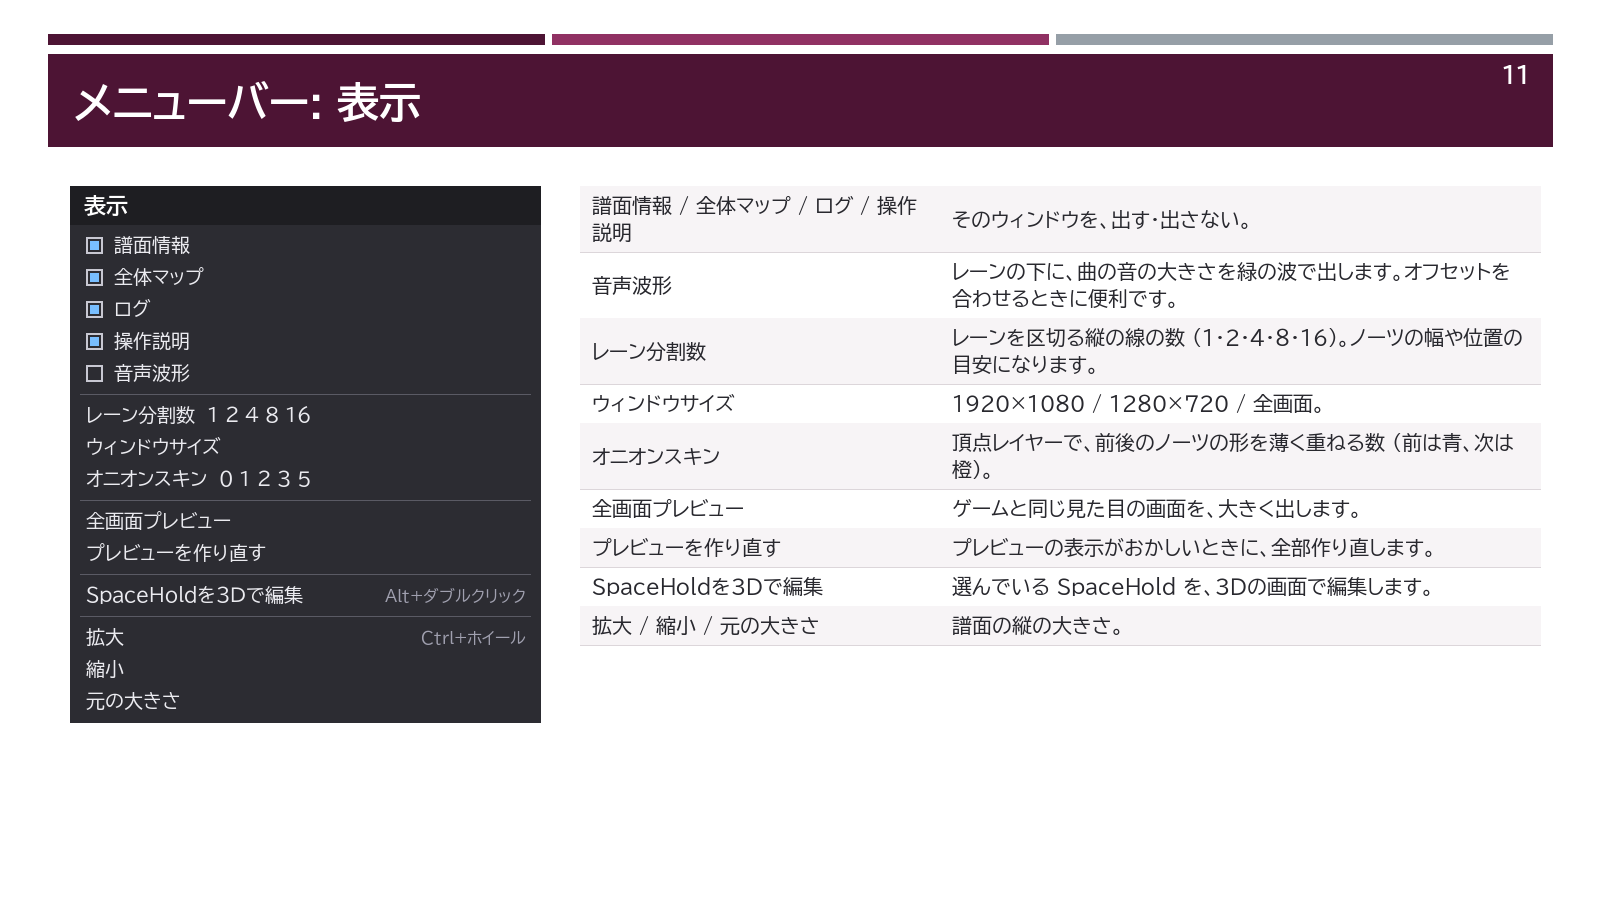 メニューバー: 表示
11
表示
譜面情報
全体マップ
ログ
操作説明
音声波形
レーン分割数 1 2 4 8 16
ウィンドウサイズ
オニオンスキン 0 1 2 3 5
全画面プレビュー
プレビューを作り直す
SpaceHoldを3Dで編集 Alt+ダブルクリック
拡大 Ctrl+ホイール
縮小
元の大きさ
譜面情報 / 全体マップ / ログ / 操作
説明
そのウィンドウを、出す・出さない。
音声波形
レーンの下に、曲の音の大きさを緑の波で出します。オフセットを
合わせるときに便利です。
レーン分割数
レーンを区切る縦の線の数 (1・2・4・8・16)。ノーツの幅や位置の
目安になります。
ウィンドウサイズ
1920×1080 / 1280×720 / 全画面。
オニオンスキン
頂点レイヤーで、前後のノーツの形を薄く重ねる数 (前は青、次は
橙)。
全画面プレビュー
ゲームと同じ見た目の画面を、大きく出します。
プレビューを作り直す
プレビューの表示がおかしいときに、全部作り直します。
SpaceHoldを3Dで編集
選んでいる SpaceHold を、3Dの画面で編集します。
拡大 / 縮小 / 元の大きさ
譜面の縦の大きさ。